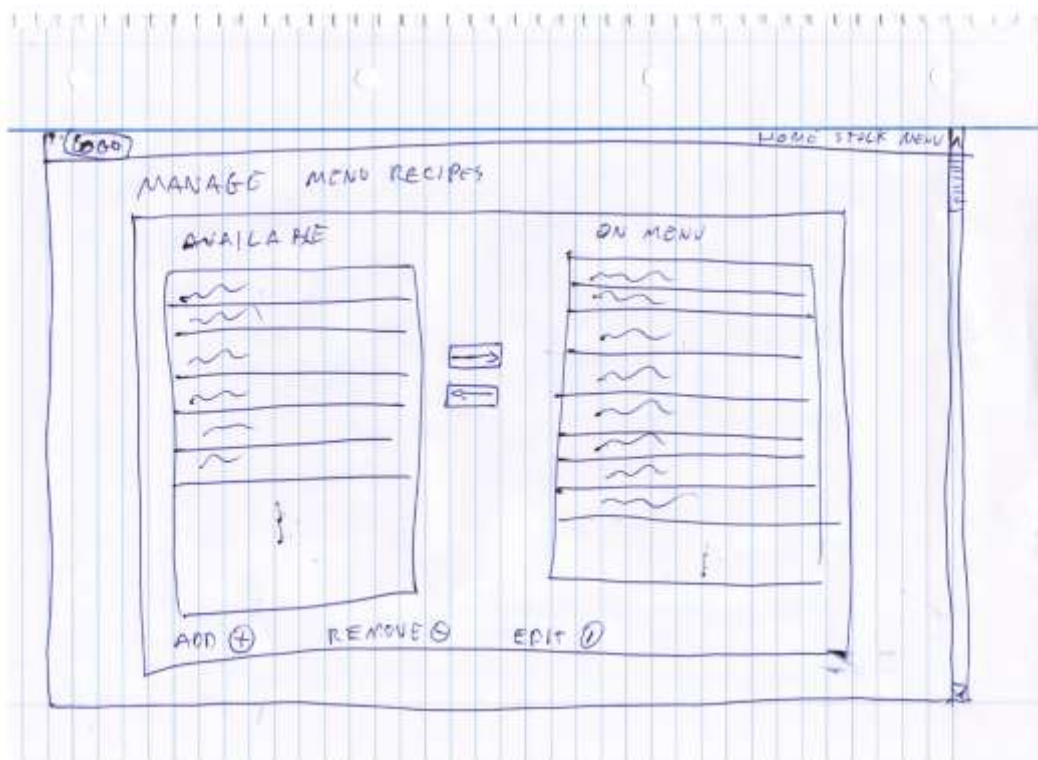 LOGO HOME STOCK MENU
MANAGE MENU RECIPES
AVAILABLE ON MENU
ADD + REMOVE - EDIT